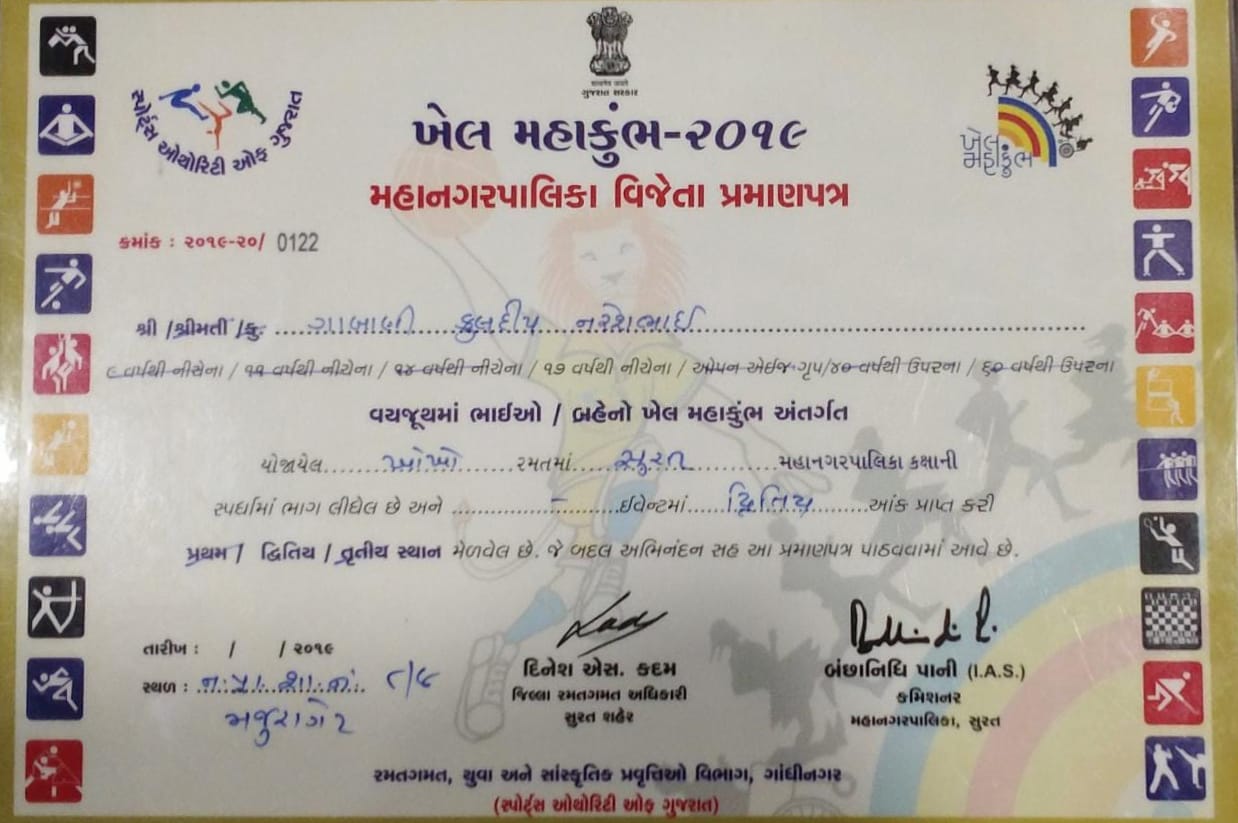 ગુજરાત સરકાર
સ્પોર્ટ્સ ઓથોરિટી ઓફ ગુજરાત
ખેલ મહાકુંભ-૨૦૧૯
ખેલ મહાકુંભ
મહાનગરપાલિકા વિજેતા પ્રમાણપત્ર
ક્રમાંક : ૨૦૧૯-૨૦/ 0122
શ્રી /શ્રીમતી /કુ. ગાબાણી કુલદીપ નરેશભાઈ
૯ વર્ષથી નીચેના / ૧૧ વર્ષથી નીચેના / ૧૪ વર્ષથી નીચેના / ૧૭ વર્ષથી નીચેના / ઓપન એઈજ ગૃપ/૪૦ વર્ષથી ઉપરના / ૬૦ વર્ષથી ઉપરના
વયજૂથમાં ભાઈઓ / બહેનો ખેલ મહાકુંભ અંતર્ગત
યોજાયેલ......ખોખો......રમતમાં....સુરત............મહાનગરપાલિકા કક્ષાની
સ્પર્ધામાં ભાગ લીધેલ છે અને ..............–........ઈવેન્ટમાં.....દ્વિતિય........આંક પ્રાપ્ત કરી
પ્રથમ / દ્વિતિય / તૃતીય સ્થાન મેળવેલ છે. જે બદલ અભિનંદન સહ આ પ્રમાણપત્ર પાઠવવામાં આવે છે.
તારીખ : / / ૨૦૧૯
સ્થળ : ન.પ્રા.શા.નં. ૮/૪
મજુરાગેટ
દિનેશ એસ. કદમ
જિલ્લા રમતગમત અધિકારી
સુરત શહેર
બંછાનિધિ પાની (I.A.S.)
કમિશનર
મહાનગરપાલિકા, સુરત
રમતગમત, યુવા અને સાંસ્કૃતિક પ્રવૃત્તિઓ વિભાગ, ગાંધીનગર
(સ્પોર્ટ્સ ઓથોરિટી ઓફ ગુજરાત)